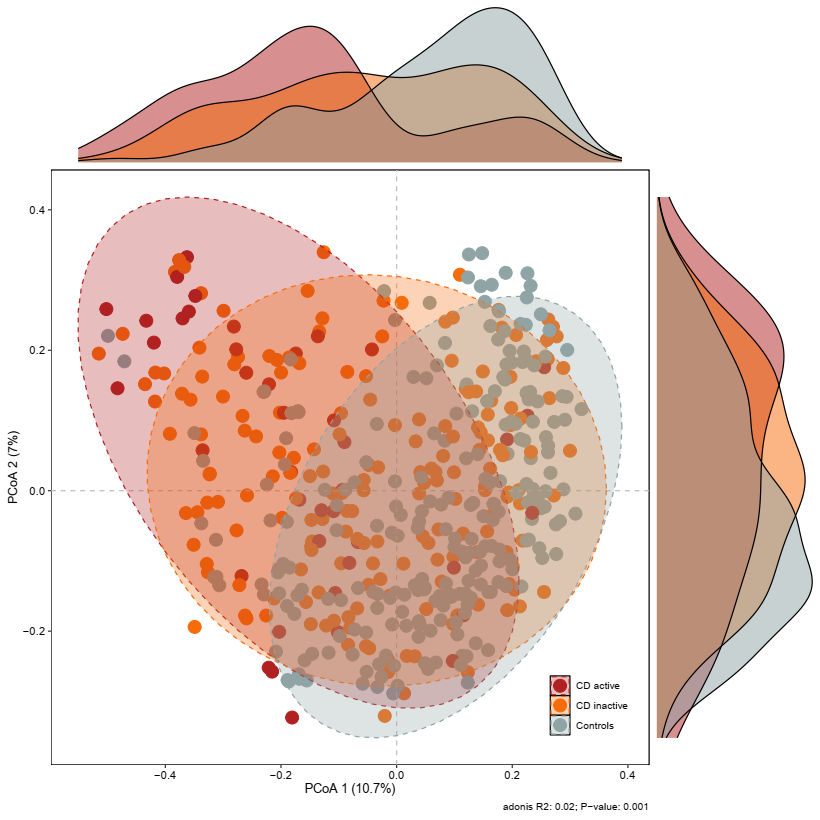 0.4
0.2
0.0
−0.2
PCoA 2 (7%)
−0.4
−0.2
0.0
0.2
0.4
PCoA 1 (10.7%)
CD active
CD inactive
Controls
adonis R2: 0.02; P−value: 0.001